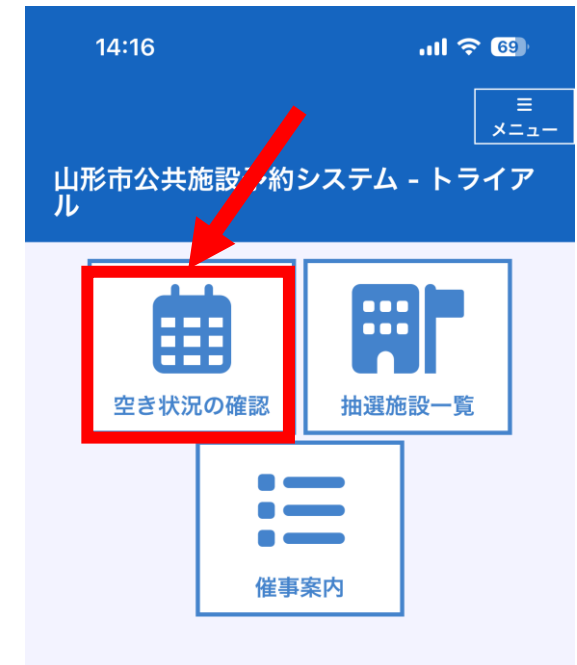 14:16
69
メニュー
山形市公共施設予約システム - トライア
ル
空き状況の確認
抽選施設一覧
催事案内